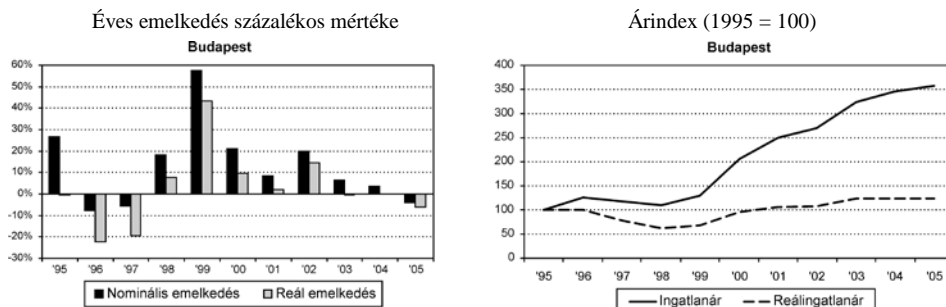 Éves emelkedés százalékos mértéke
Budapest
60%
50%
40%
30%
20%
10%
0%
-10%
-20%
-30%
'95 '96 '97 '98 '99 '00 '01 '02 '03 '04 '05
Nominális emelkedés Reál emelkedés
Árindex (1995 = 100)
Budapest
400
350
300
250
200
150
100
50
0
'95 '96 '97 '98 '99 '00 '01 '02 '03 '04 '05
Ingatlanár Reálingatlanár